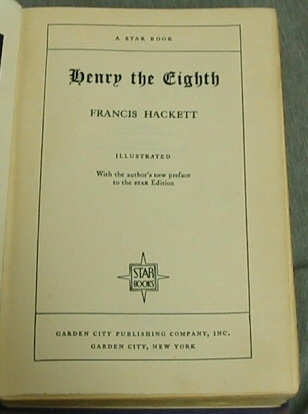 A STAR BOOK
Henry the Eighth
FRANCIS HACKETT
ILLUSTRATED
With the author's new preface
to the STAR Edition
STAR
BOOKS
GARDEN CITY PUBLISHING COMPANY, INC.
GARDEN CITY, NEW YORK